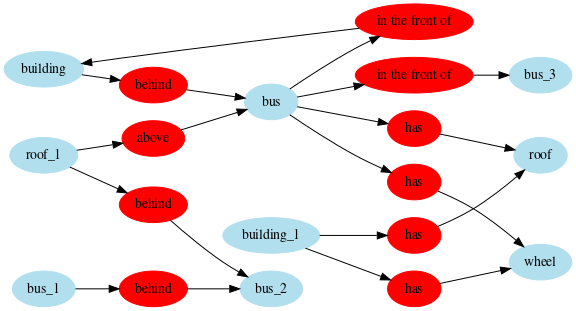 in the front of
building
in the front of
bus_3
behind
bus
has
above
roof_1
roof
has
behind
building_1
has
wheel
bus_1
behind
bus_2
has